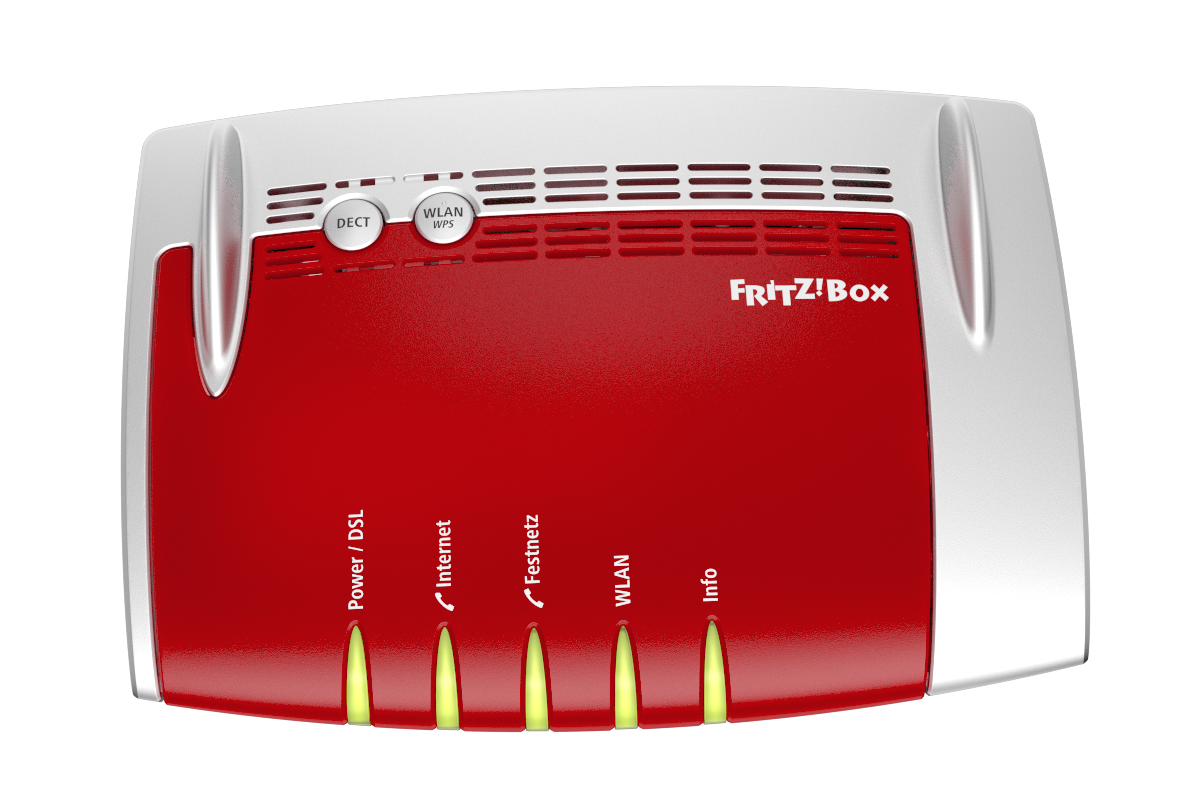 DECT
WLAN
WPS
FRITZ!Box
Power / DSL
Internet
Festnetz
WLAN
Info